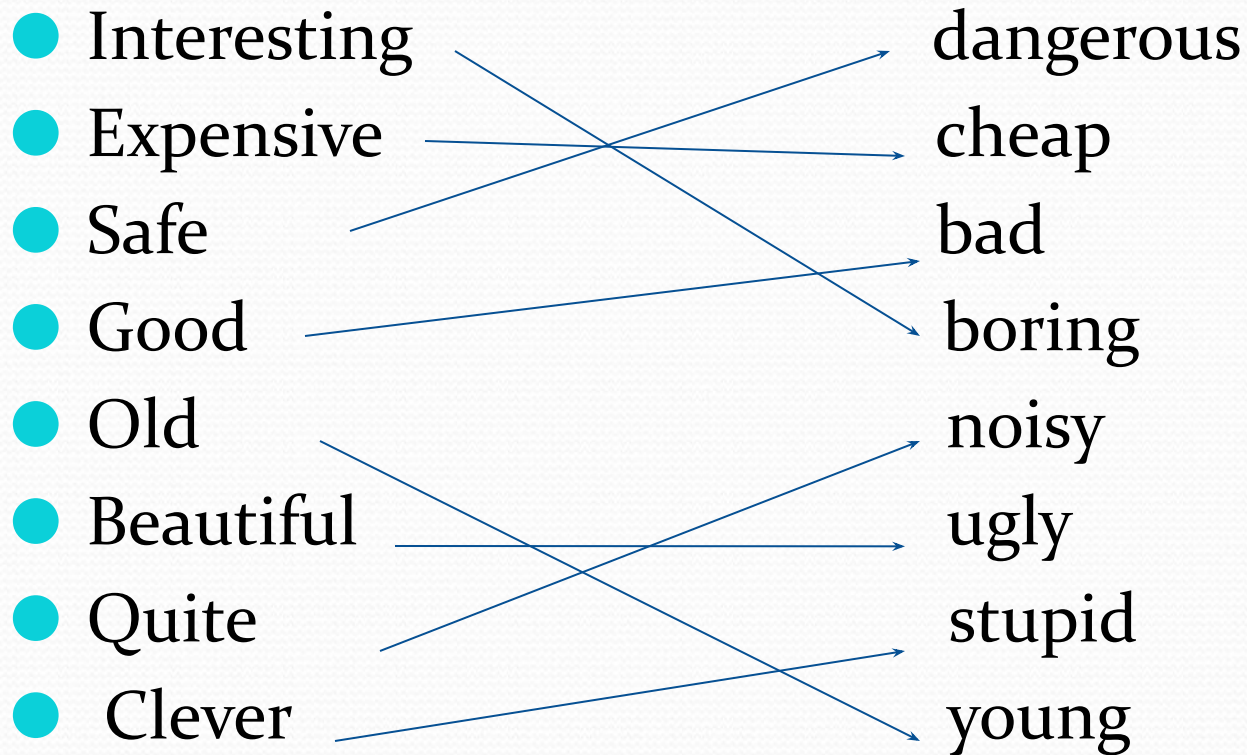 Interesting dangerous
Expensive cheap
Safe bad
Good boring
Old noisy
Beautiful ugly
Quite stupid
Clever young